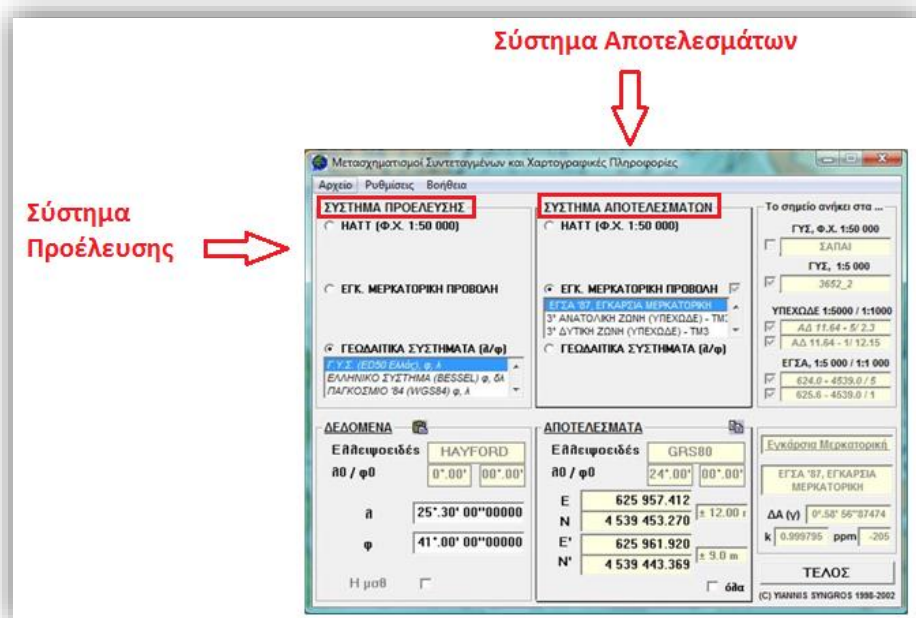 Σύστημα Αποτελεσμάτων
Σύστημα
Προέλευσης
Μετασχηματισμοί Συντεταγμένων και Χαρτογραφικές Πληροφορίες
Αρχείο Ρυθμίσεις Βοήθεια
ΣΥΣΤΗΜΑ ΠΡΟΕΛΕΥΣΗΣ
HATT (Φ.Χ. 1:50 000)
ΕΓΚ. ΜΕΡΚΑΤΟΡΙΚΗ ΠΡΟΒΟΛΗ
ΓΕΩΔΑΙΤΙΚΑ ΣΥΣΤΗΜΑΤΑ (λ/φ)
Γ.Υ.Σ. (ED50 Ελλάς), φ, λ
ΕΛΛΗΝΙΚΟ ΣΥΣΤΗΜΑ (BESSEL) φ, δλ
ΠΑΓΚΟΣΜΙΟ '84 (WGS84) φ, λ
ΣΥΣΤΗΜΑ ΑΠΟΤΕΛΕΣΜΑΤΩΝ
HATT (Φ.Χ. 1:50 000)
ΕΓΚ. ΜΕΡΚΑΤΟΡΙΚΗ ΠΡΟΒΟΛΗ
ΕΓΣΑ '87, ΕΓΚΑΡΣΙΑ ΜΕΡΚΑΤΟΡΙΚΗ
3° ΑΝΑΤΟΛΙΚΗ ΖΩΝΗ (ΥΠΕΧΩΔΕ) - ΤΜ3
3° ΔΥΤΙΚΗ ΖΩΝΗ (ΥΠΕΧΩΔΕ) - ΤΜ3
ΓΕΩΔΑΙΤΙΚΑ ΣΥΣΤΗΜΑΤΑ (λ/φ)
Το σημείο ανήκει στα ...
ΓΥΣ, Φ.Χ. 1:50 000
ΣΑΠΑΙ
ΓΥΣ, 1:5 000
3652_2
ΥΠΕΧΩΔΕ 1:5000 / 1:1000
ΑΔ 11.64 - 5/ 2.3
ΑΔ 11.64 - 1/ 12.15
ΕΓΣΑ, 1:5 000 / 1:1 000
624.0 - 4539.0 / 5
625.6 - 4539.0 / 1
ΔΕΔΟΜΕΝΑ
Ελλειψοειδές HAYFORD
λ0 / φ0 0°.00' 00°.00'
λ 25°.30' 00"00000
φ 41°.00' 00"00000
Η μαθ
ΑΠΟΤΕΛΕΣΜΑΤΑ
Ελλειψοειδές GRS80
λ0 / φ0 24°.00' 00°.00'
E 625 957.412
N 4 539 453.270
± 12.00
E' 625 961.920
N' 4 539 443.369
± 9.0 m
όλα
Εγκάρσια Μερκατορική
ΕΓΣΑ '87, ΕΓΚΑΡΣΙΑ
ΜΕΡΚΑΤΟΡΙΚΗ
ΔΑ (γ) 0°.58' 56"87474
k 0.999795 ppm -205
ΤΕΛΟΣ
(C) YIANNIS SYNGROS 1998-2002